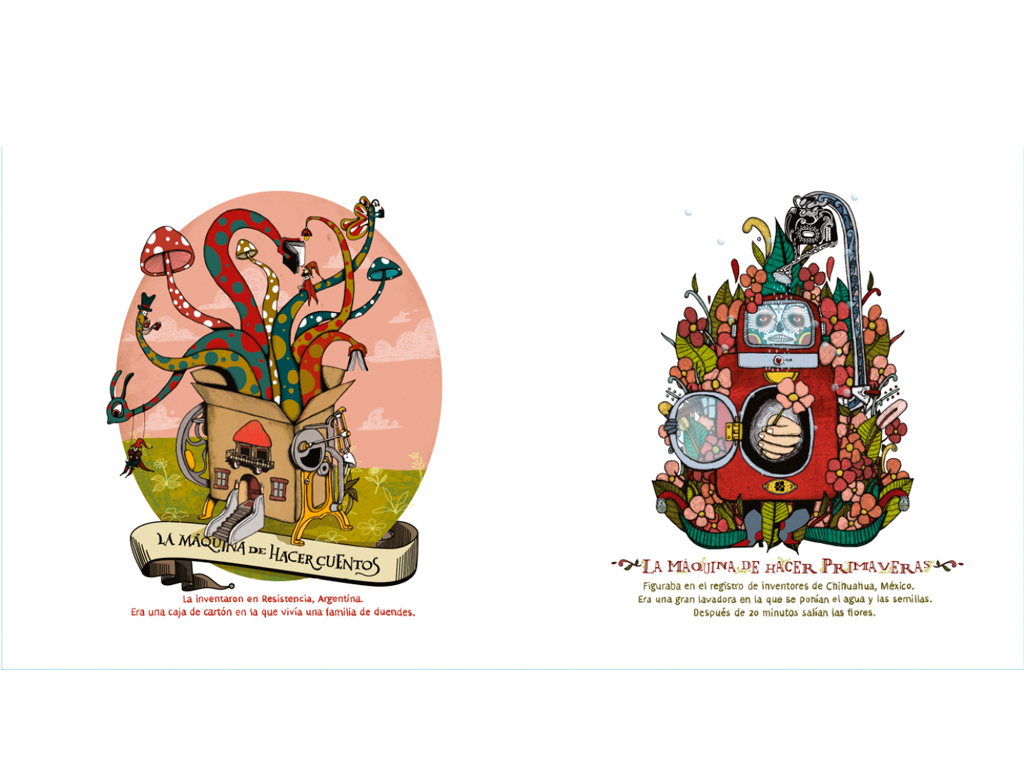 LA MÁQUINA DE HACER CUENTOS
La inventaron en Resistencia, Argentina.
Era una caja de cartón en la que vivía una familia de duendes.
LA MÁQUINA DE HACER PRIMAVERAS
Figuraba en el registro de inventores de Chihuahua, México.
Era una gran lavadora en la que se ponían el agua y las semillas.
Después de 20 minutos salían las flores.